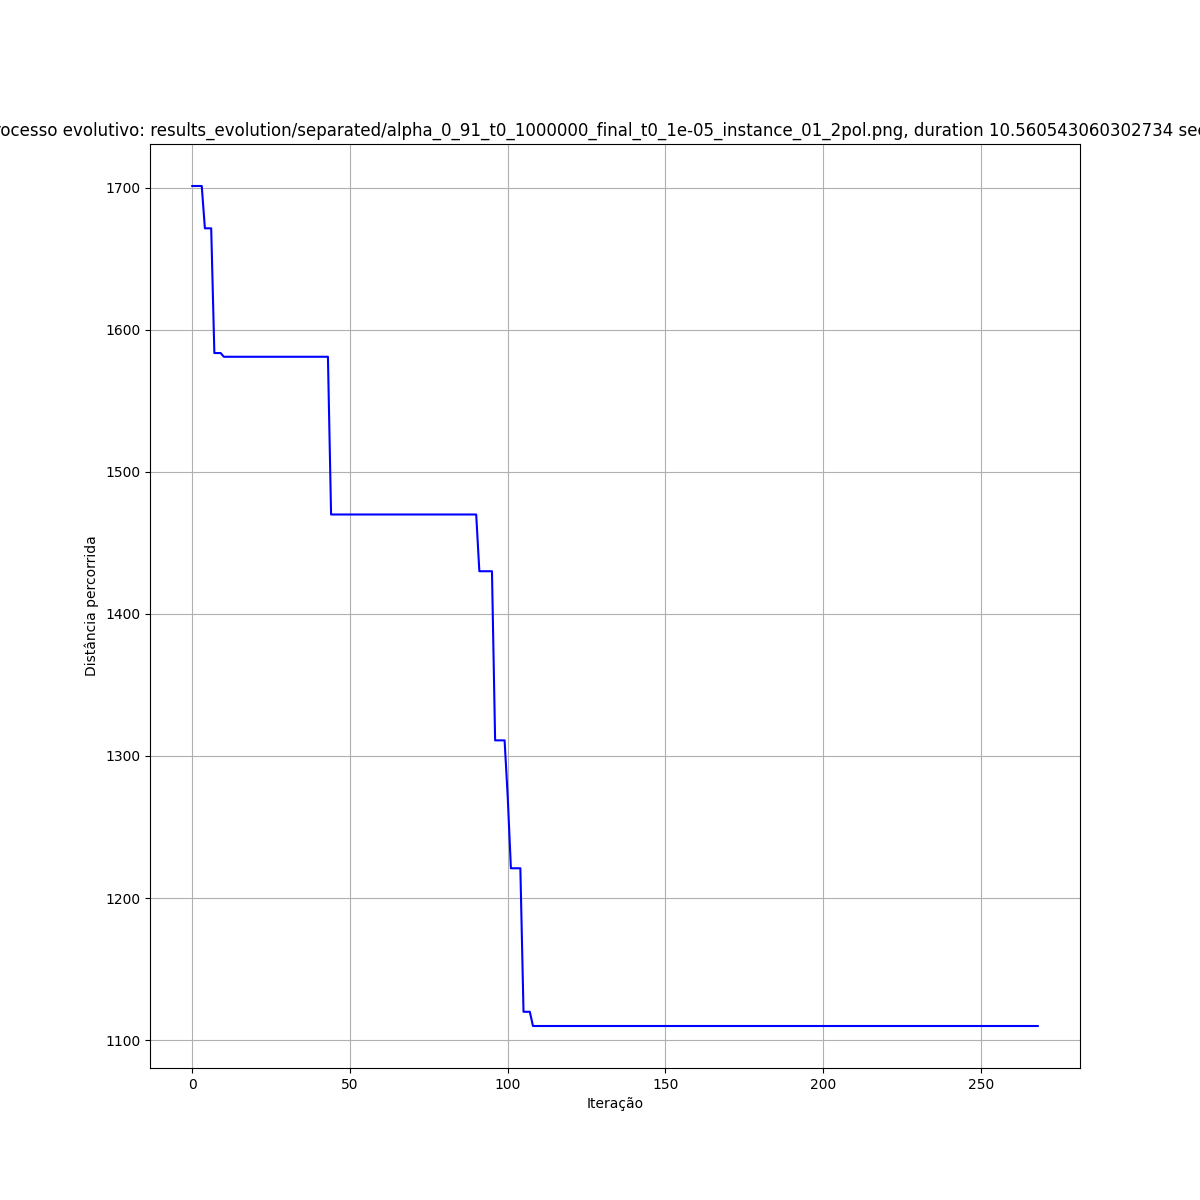 ocesso evolutivo: results_evolution/separated/alpha_0_91_t0_1000000_final_t0_1e-05_instance_01_2pol.png, duration 10.560543060302734 se
1700
1600
1500
1400
1300
1200
1100
Distância percorrida
0 50 100 150 200 250
Iteração